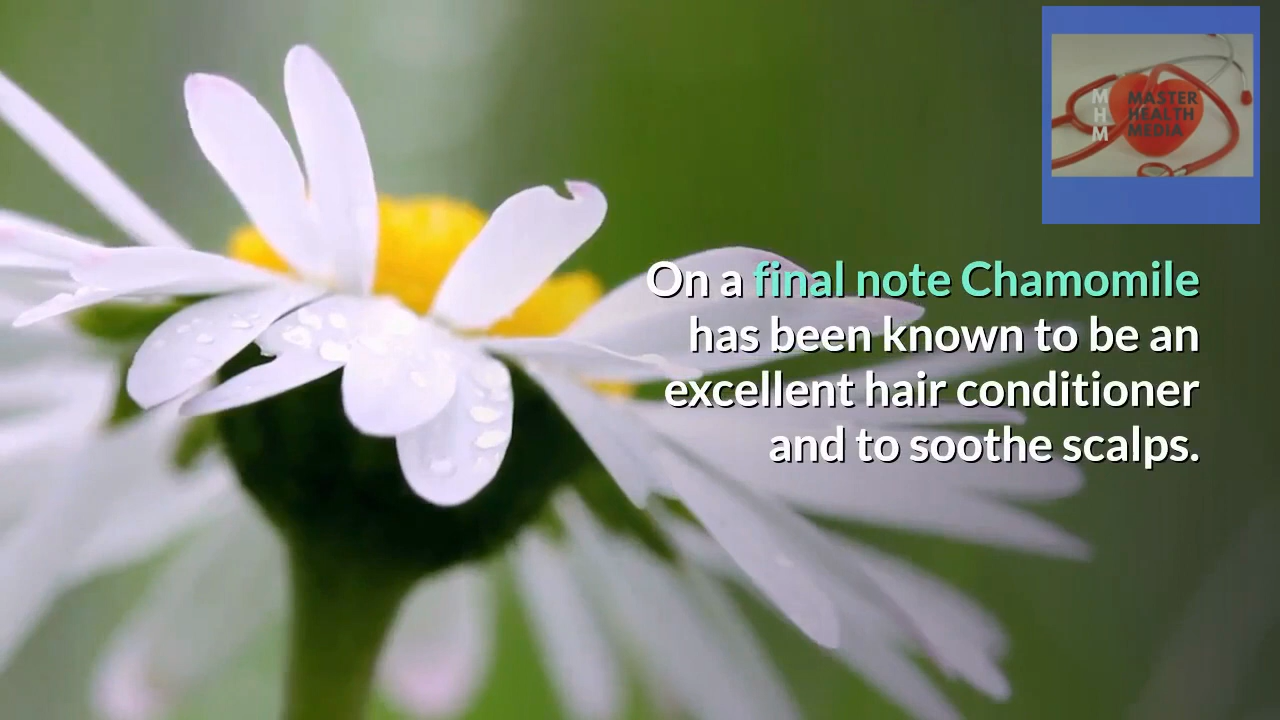 M
H
M
MASTER
HEALTH
MEDIA
On a final note Chamomile
has been known to be an
excellent hair conditioner
and to soothe scalps.